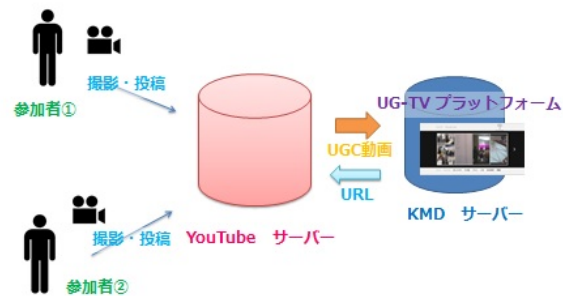 撮影・投稿
参加者①
UG-TV プラットフォーム
UGC動画
URL
KMD　サーバー
撮影・投稿
YouTube　サーバー
参加者②